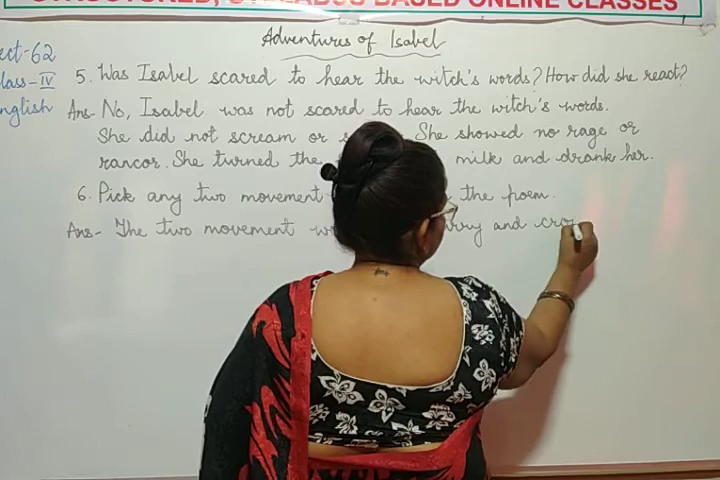 STRUCTURED, SYLLABUS BASED ONLINE CLASSES
Adventures of Isabel
ect-62
lass-IV
nglish
5. Was Isabel scared to hear the witch's words? How did she react?
Ans- No, Isabel was not scared to hear the witch's words.
She did not scream or She showed no rage or
rancor. She turned the milk and drank her.
6. Pick any two movement the poem.
Ans- The two movement and